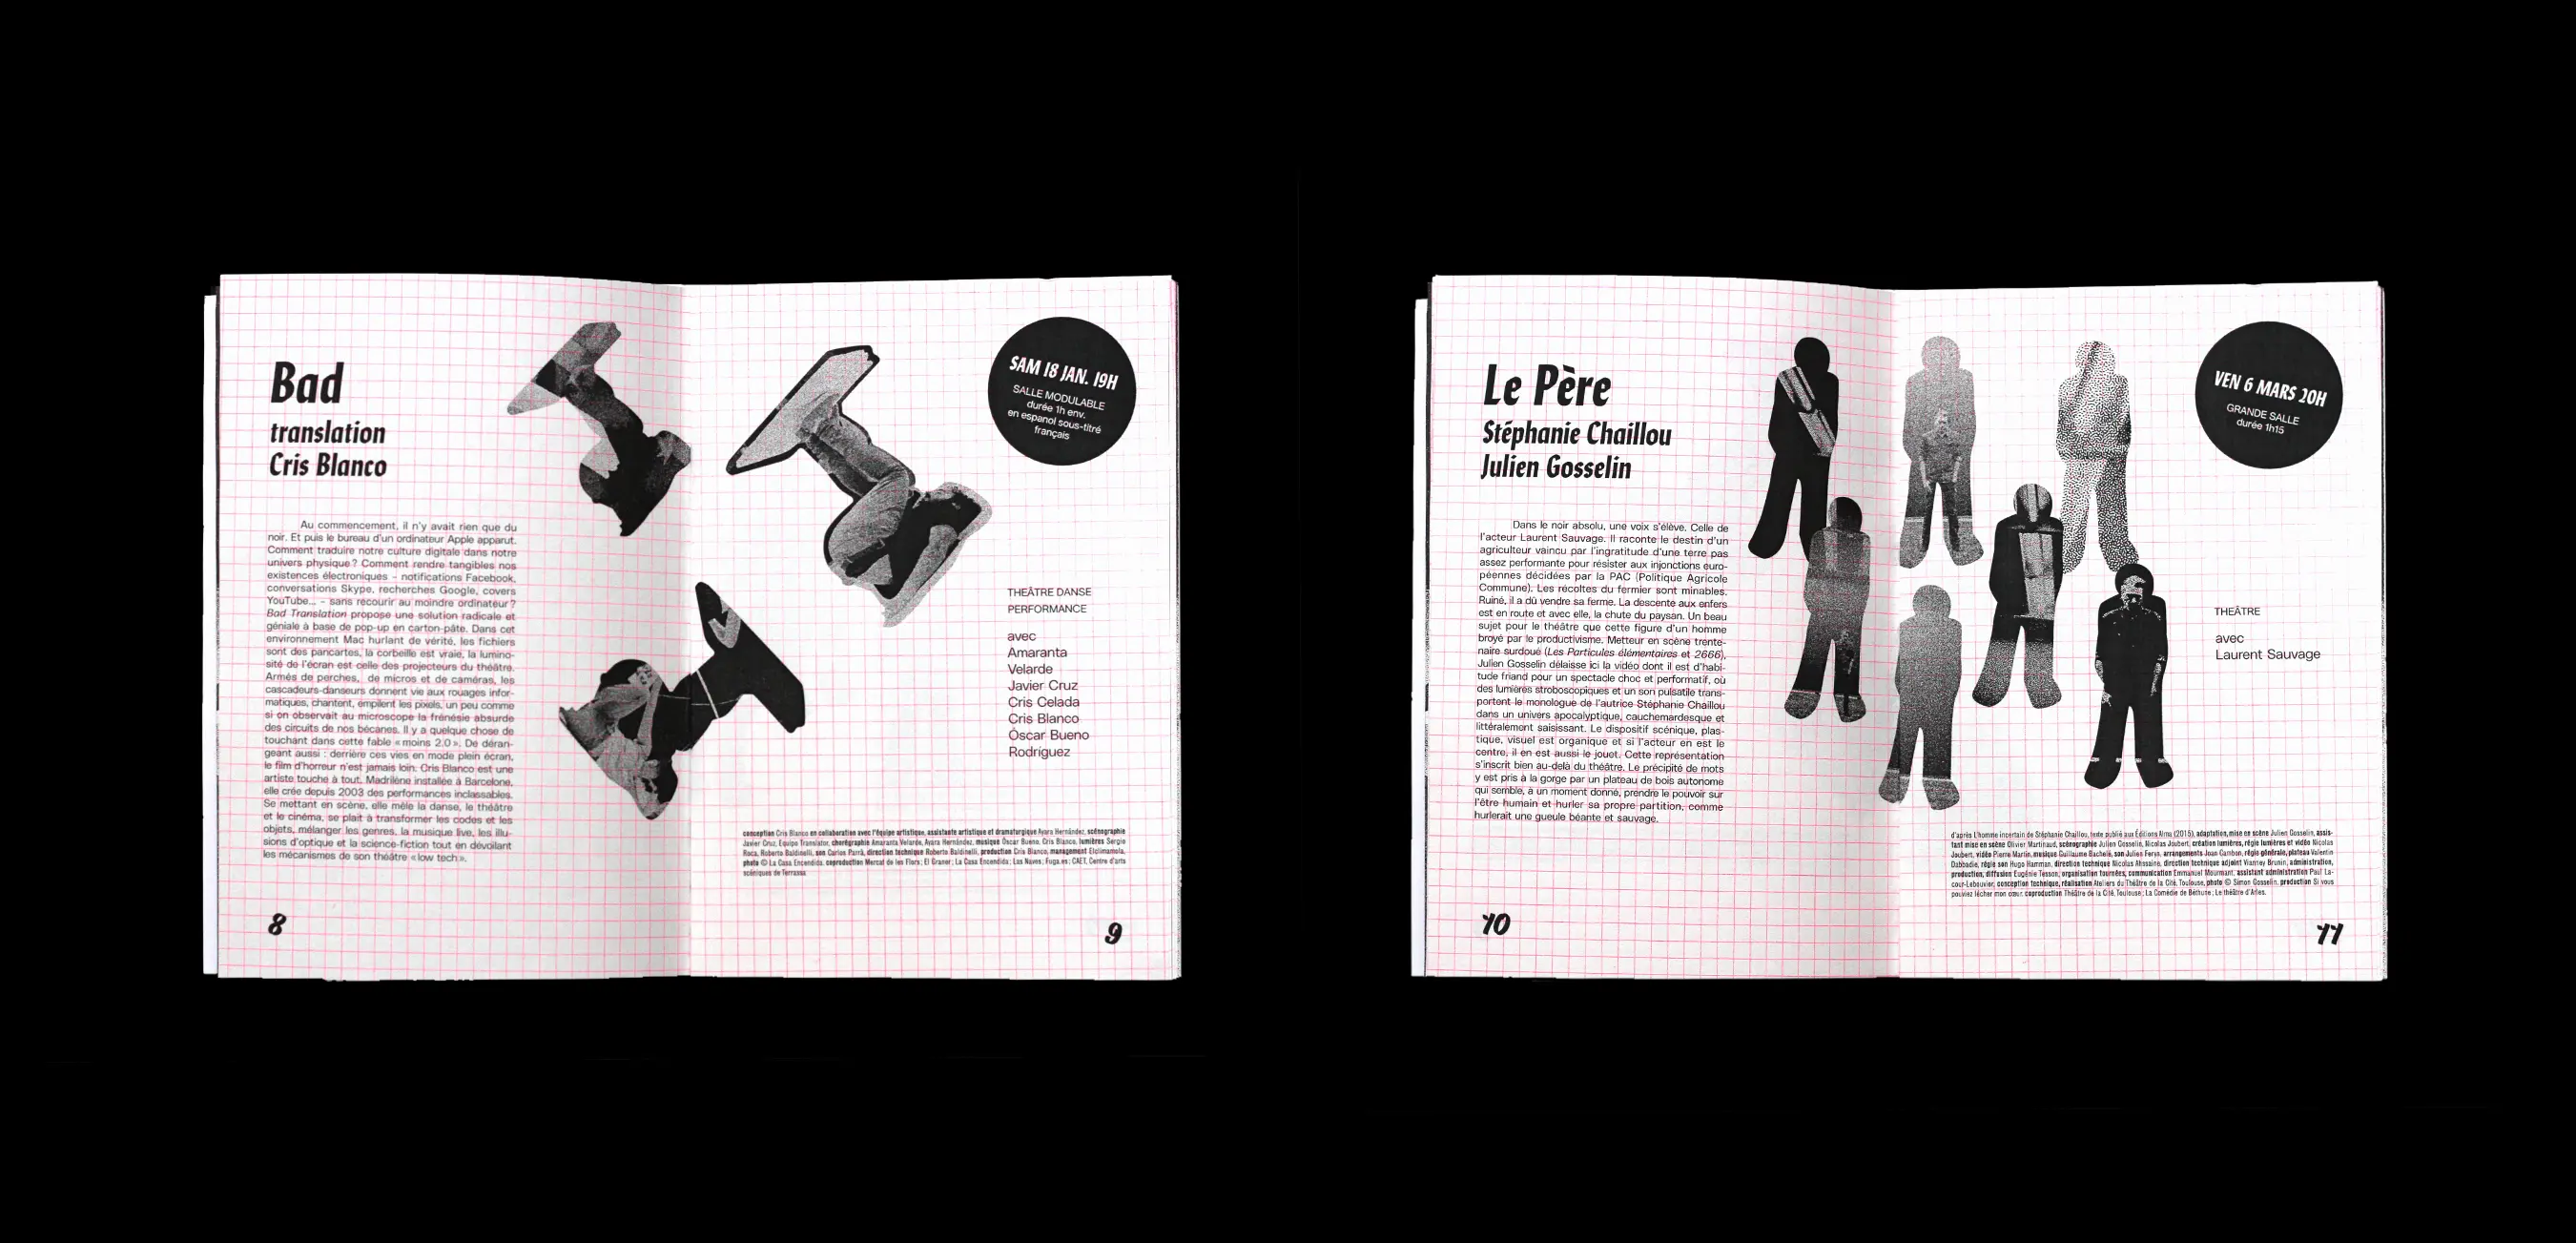 Bad
translation
Cris Blanco
Au commencement, il n'y avait rien que du
noir. Et puis le bureau d'un ordinateur Apple apparut.
Comment traduire notre culture digitale dans notre
univers physique ? Comment rendre tangibles nos
existences électroniques – notifications Facebook,
conversations Skype, recherches Google, covers
YouTube... – sans recourir au moindre ordinateur ?
Bad Translation propose une solution radicale et
géniale à base de pop-up en carton-pâte. Dans cet
environnement Mac hurlant de vérité, les fichiers
sont des pancartes, la corbeille est vraie, la lumino-
sité de l'écran est celle des projecteurs du théâtre.
Armés de perches, de micros et de caméras, les
cascadeurs-danseurs donnent vie aux rouages infor-
matiques, chantent, empilent les pixels, un peu comme
si on observait au microscope la frénésie absurde
des circuits de nos bécanes. Il y a quelque chose de
touchant dans cette fable « moins 2.0 ». De déran-
geant aussi : derrière ces vies en mode plein écran,
le film d'horreur n'est jamais loin. Cris Blanco est une
artiste touche à tout. Madrilène installée à Barcelone,
elle crée depuis 2003 des performances inclassables.
Se mettant en scène, elle mêle la danse, le théâtre
et le cinéma, se plait à transformer les codes et les
objets, mélanger les genres, la musique live, les illu-
sions d'optique et la science-fiction tout en dévoilant
les mécanismes de son théâtre « low tech ».
8
SAM 18 JAN. 19H
SALLE MODULABLE
durée 1h env.
en espanol sous-titré
français
THEÂTRE DANSE
PERFORMANCE
avec
Amaranta
Velarde
Javier Cruz
Cris Celada
Cris Blanco
Óscar Bueno
Rodríguez
conception Cris Blanco en collaboration avec l'équipe artistique, assistante artistique et dramaturgique Ayara Hernández, scénographie
Javier Cruz, Equipo Translator, chorégraphie Amaranta Velarde, Ayara Hernández, musique Óscar Bueno, Cris Blanco, lumières Sergio
Roca, Roberto Baldinelli, son Carlos Parrà, direction technique Roberto Baldinelli, production Cris Blanco, management Elclimamola,
photo © La Casa Encendida. coproduction Mercat de les Flors ; El Graner ; La Casa Encendida ; Las Naves ; Fuga.es ; CAET, Centre d'arts
scéniques de Terrassa
9
Le Père
Stéphanie Chaillou
Julien Gosselin
Dans le noir absolu, une voix s'élève. Celle de
l'acteur Laurent Sauvage. Il raconte le destin d'un
agriculteur vaincu par l'ingratitude d'une terre pas
assez performante pour résister aux injonctions euro-
péennes décidées par la PAC (Politique Agricole
Commune). Les récoltes du fermier sont minables.
Ruiné, il a dû vendre sa ferme. La descente aux enfers
est en route et avec elle, la chute du paysan. Un beau
sujet pour le théâtre que cette figure d'un homme
broyé par le productivisme. Metteur en scène trente-
naire surdoué (Les Particules élémentaires et 2666),
Julien Gosselin délaisse ici la vidéo dont il est d'habi-
tude friand pour un spectacle choc et performatif, où
des lumières stroboscopiques et un son pulsatile trans-
portent le monologue de l'autrice Stéphanie Chaillou
dans un univers apocalyptique, cauchemardesque et
littéralement saisissant. Le dispositif scénique, plas-
tique, visuel est organique et si l'acteur en est le
centre, il en est aussi le jouet. Cette représentation
s'inscrit bien au-delà du théâtre. Le précipité de mots
y est pris à la gorge par un plateau de bois autonome
qui semble, à un moment donné, prendre le pouvoir sur
l'être humain et hurler sa propre partition, comme
hurlerait une gueule béante et sauvage.
10
VEN 6 MARS 20H
GRANDE SALLE
durée 1h15
THEÂTRE
avec
Laurent Sauvage
d'après L'homme incertain de Stéphanie Chaillou, texte publié aux Éditions Alma (2015), adaptation, mise en scène Julien Gosselin, assis-
tant mise en scène Olivier Martinaud, scénographie Julien Gosselin, Nicolas Joubert, création lumières, régie lumières et vidéo Nicolas
Joubert, vidéo Pierre Martin, musique Guillaume Bachelé, son Julien Feryn, arrangements Joan Cambon, régie générale, plateau Valentin
Dabbadie, régie son Hugo Hamman, direction technique Nicolas Ahssaine, direction technique adjoint Vianney Brunin, administration,
production, diffusion Eugénie Tesson, organisation tournées, communication Emmanuel Mourmant, assistant administration Paul La-
cour-Lebouvier, conception technique, réalisation Ateliers du Théâtre de la Cité, Toulouse, photo © Simon Gosselin. production Si vous
pouviez lécher mon cœur. coproduction Théâtre de la Cité, Toulouse ; La Comédie de Béthune ; Le théâtre d'Arles.
11